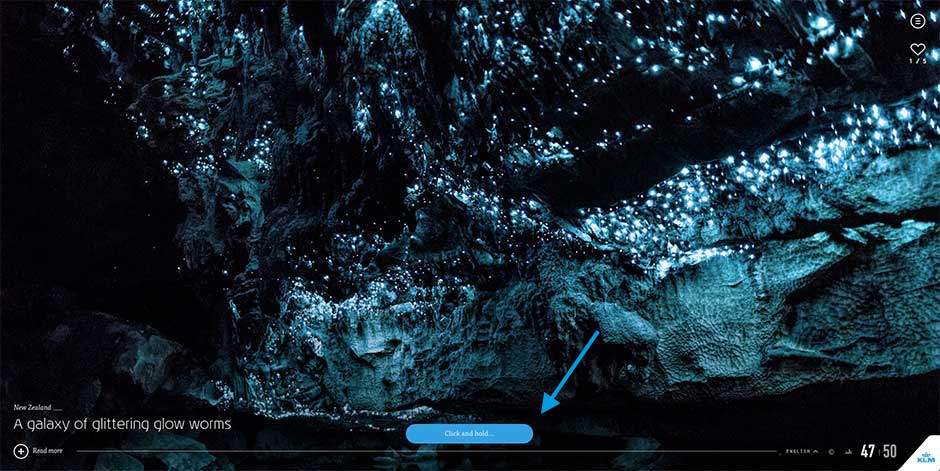 1 / 5
New Zealand
A galaxy of glittering glow worms
Click and hold...
Read more
ENGLISH
©
47 | 50
KLM